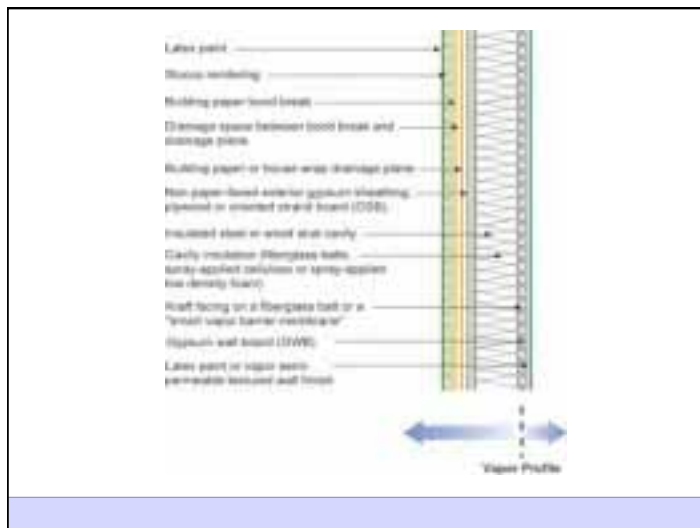 Latex paint
Stucco rendering
Building paper bond break
Drainage space between bond break and
drainage plane
Building paper or house wrap drainage plane
Non paper-faced exterior gypsum sheathing,
plywood or oriented strand board (OSB)
Insulated steel or wood stud cavity
Cavity insulation (fiberglass batts,
spray-applied cellulose or spray-applied
low density foam)
Kraft facing on a fiberglass batt or a
"smart vapor barrier membrane"
Gypsum wall board (GWB)
Latex paint or vapor semi-
permeable textured wall finish
Vapor Profile